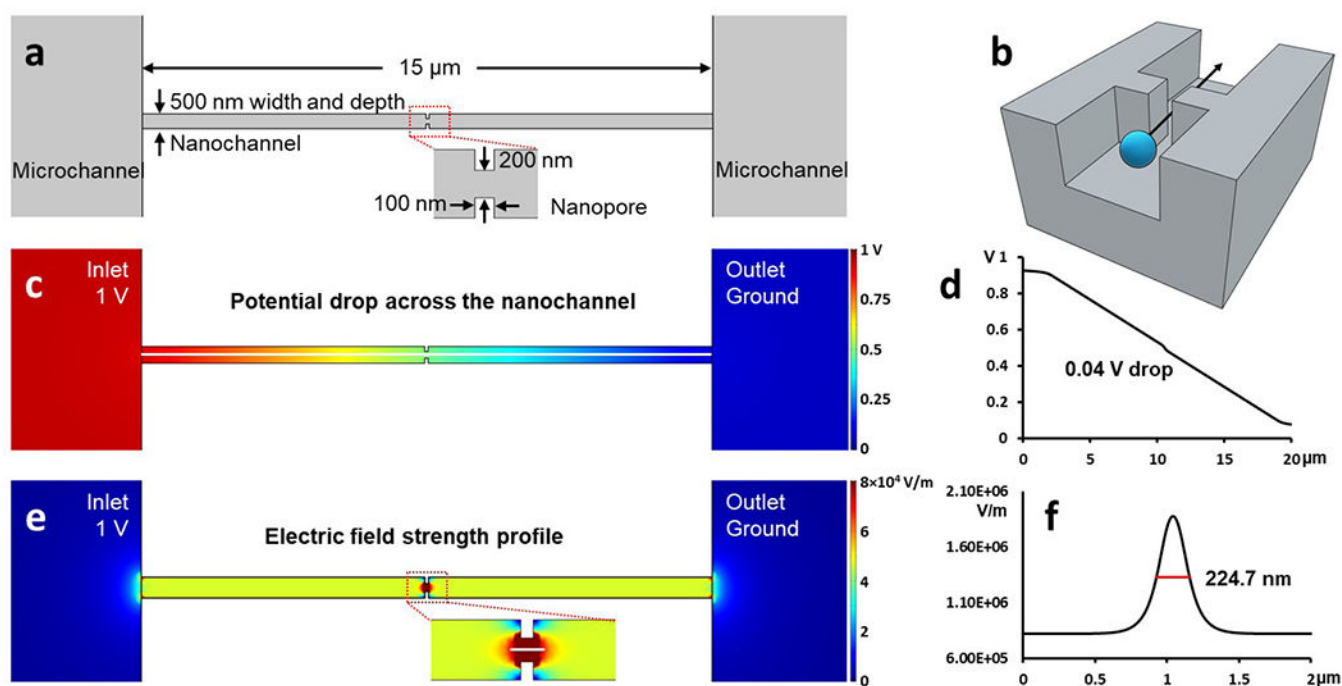 a
15 µm
500 nm width and depth
Nanochannel
Microchannel
200 nm
100 nm
Nanopore
Microchannel
b
c
Inlet
1 V
Potential drop across the nanochannel
Outlet
Ground
1 V
0.75
0.5
0.25
0
d
V 1
0.8
0.6
0.4
0.2
0
0.04 V drop
0 5 10 15 20 µm
e
Inlet
1 V
Electric field strength profile
Outlet
Ground
8×10⁴ V/m
6
4
2
0
f
2.10E+06
V/m
1.60E+06
1.10E+06
6.00E+05
224.7 nm
0 0.5 1 1.5 2 µm